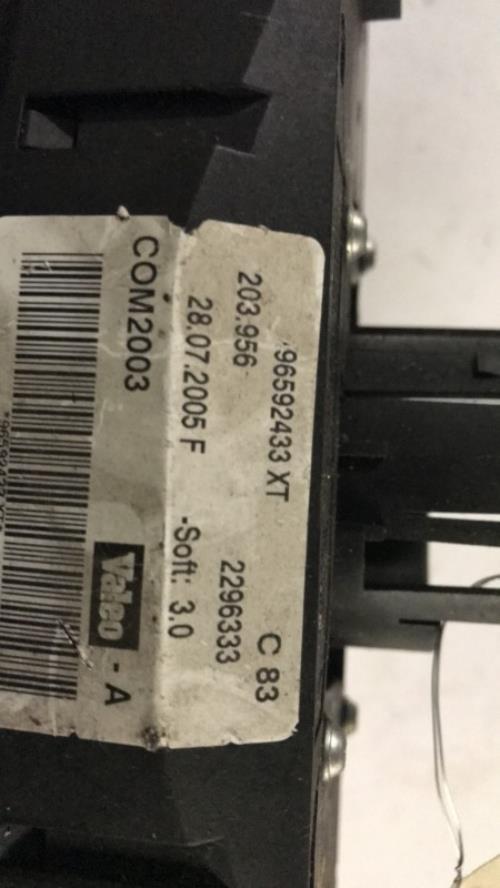 96592433 XT C 83
203.956 2296333
28.07.2005 F -Soft: 3.0
COM2003 Valeo - A